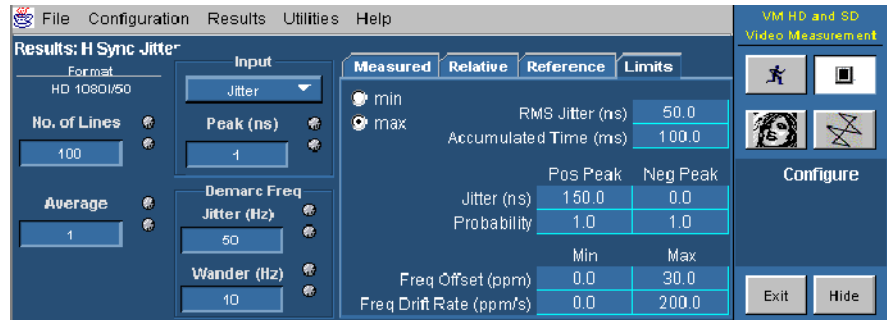 File Configuration Results Utilities Help
VM HD and SD
Video Measurement
Results: H Sync Jitter
Format
HD 1080I/50
No. of Lines
100
Average
1
Input
Jitter
Peak (ns)
1
Demarc Freq
Jitter (Hz)
50
Wander (Hz)
10
Measured Relative Reference Limits
min
max
RMS Jitter (ns) 50.0
Accumulated Time (ms) 100.0
Pos Peak Neg Peak
Jitter (ns) 150.0 0.0
Probability 1.0 1.0
Min Max
Freq Offset (ppm) 0.0 30.0
Freq Drift Rate (ppm/s) 0.0 200.0
Configure
Exit Hide